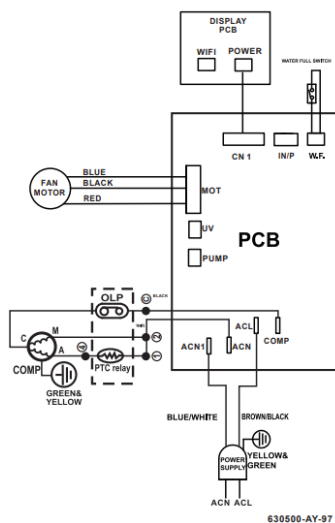 DISPLAY
PCB
WIFI
POWER
WATER FULL SWITCH
CN 1
IN/P
W.F.
BLUE
BLACK
RED
FAN
MOTOR
MOT
UV
PUMP
PCB
OLP
BLACK
ACL
ACN1
ACN
COMP
C
M
A
COMP
PTC relay
GREEN&
YELLOW
BLUE/WHITE
BROWN/BLACK
POWER
SUPPLY
YELLOW&
GREEN
ACN
ACL
630500-AY-97